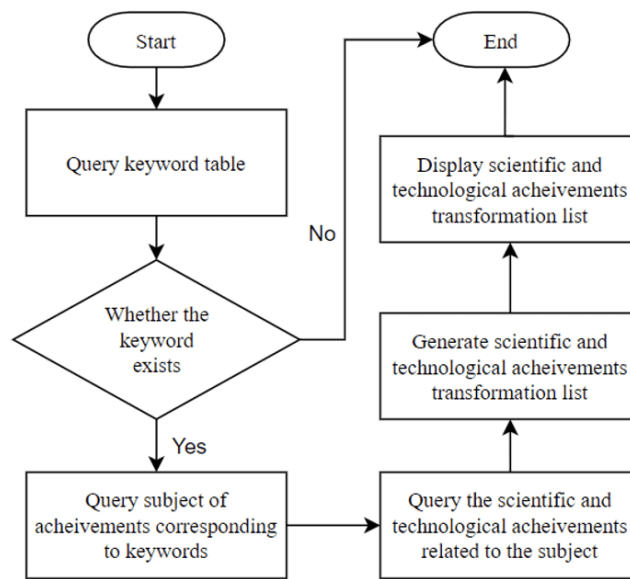 Start
Query keyword table
Whether the
keyword
exists
No
Yes
Query subject of
acheivements corresponding
to keywords
Query the scientific and
technological acheivements
related to the subject
Generate scientific and
technological acheivements
transformation list
Display scientific and
technological acheivements
transformation list
End